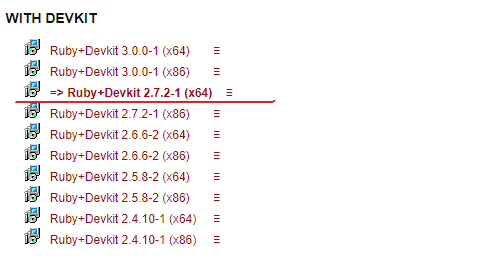 WITH DEVKIT
Ruby+Devkit 3.0.0-1 (x64)
Ruby+Devkit 3.0.0-1 (x86)
=> Ruby+Devkit 2.7.2-1 (x64)
Ruby+Devkit 2.7.2-1 (x86)
Ruby+Devkit 2.6.6-2 (x64)
Ruby+Devkit 2.6.6-2 (x86)
Ruby+Devkit 2.5.8-2 (x64)
Ruby+Devkit 2.5.8-2 (x86)
Ruby+Devkit 2.4.10-1 (x64)
Ruby+Devkit 2.4.10-1 (x86)